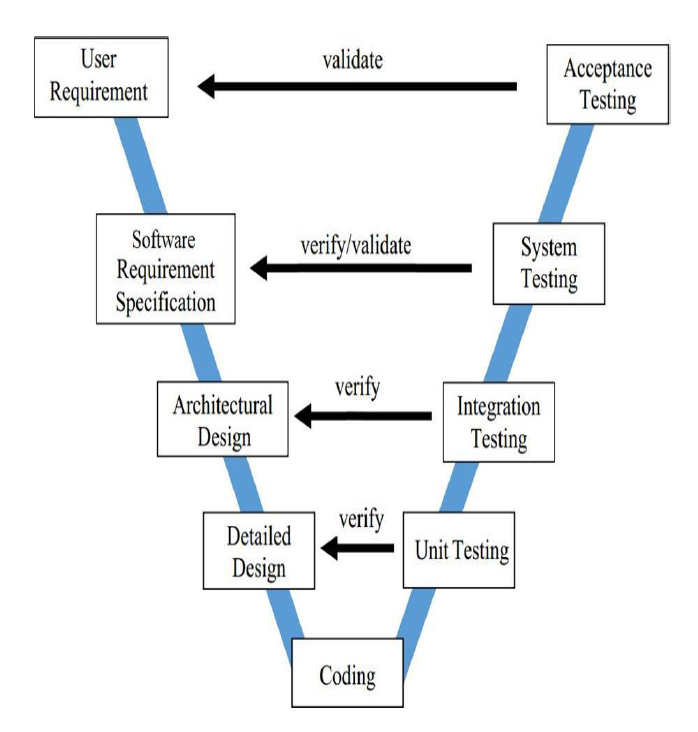 User
Requirement
validate
Acceptance
Testing
Software
Requirement
Specification
verify/validate
System
Testing
Architectural
Design
verify
Integration
Testing
Detailed
Design
verify
Unit Testing
Coding